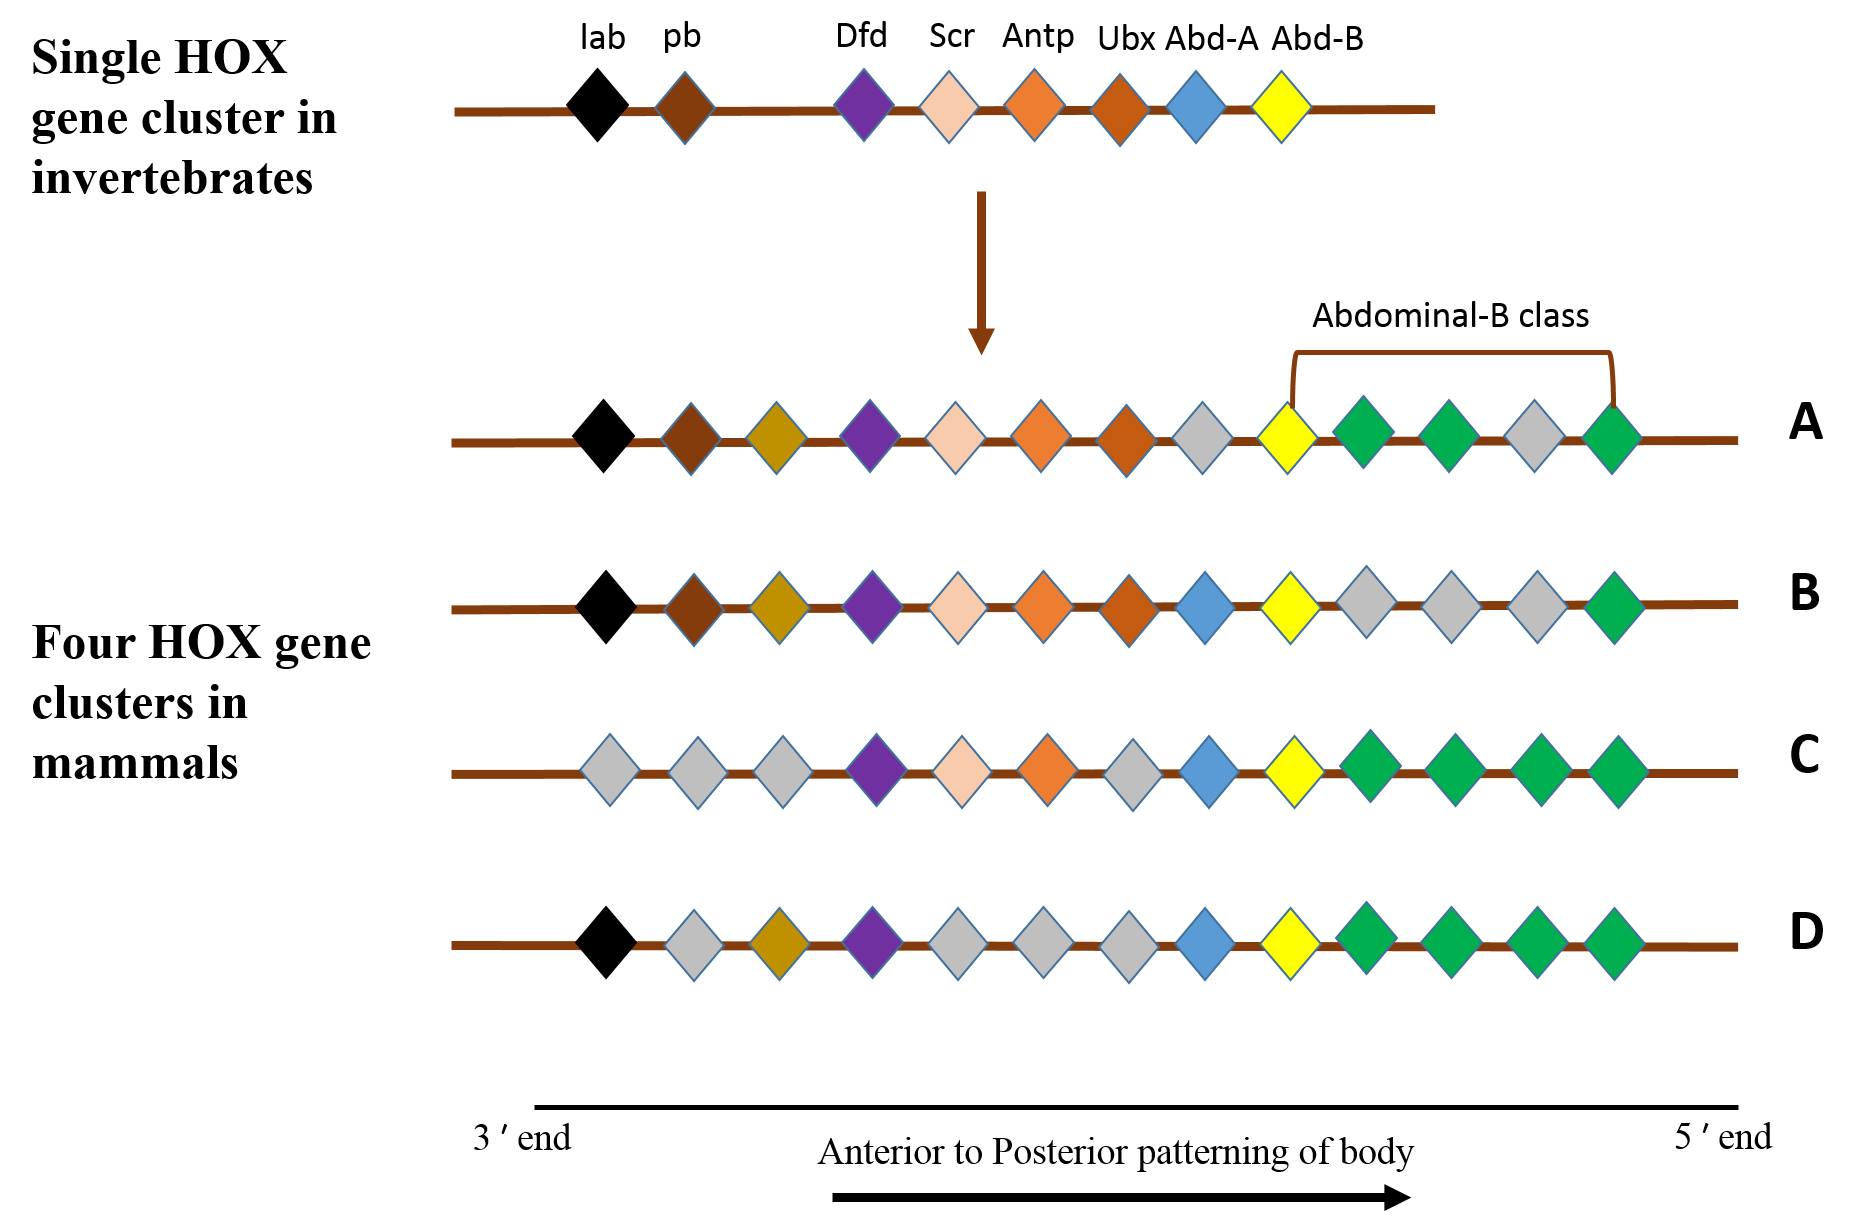 Single HOX
gene cluster in
invertebrates
lab pb Dfd Scr Antp Ubx Abd-A Abd-B
Abdominal-B class
A
B
Four HOX gene
clusters in
mammals
C
D
3 ′ end
5 ′ end
Anterior to Posterior patterning of body